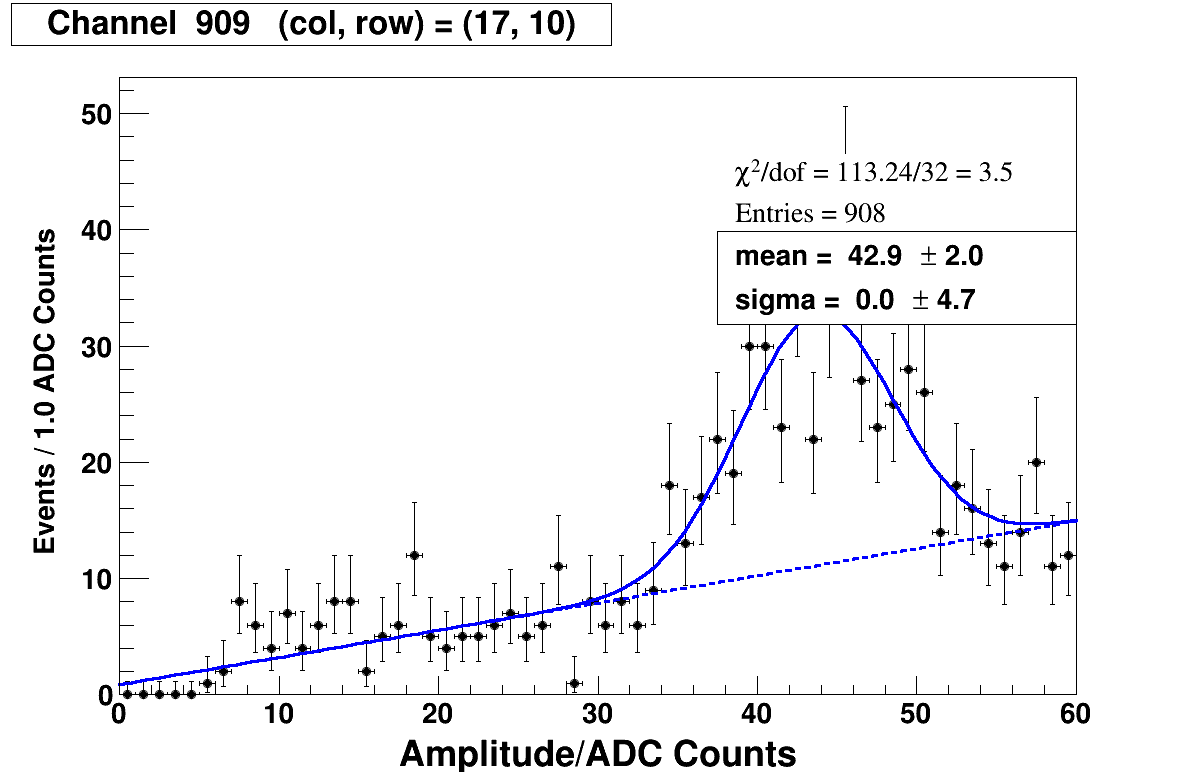 Channel 909 (col, row) = (17, 10)
50
40
30
20
10
0
Events / 1.0 ADC Counts
χ²/dof = 113.24/32 = 3.5
Entries = 908
mean = 42.9 ± 2.0
sigma = 0.0 ± 4.7
0 10 20 30 40 50 60
Amplitude/ADC Counts